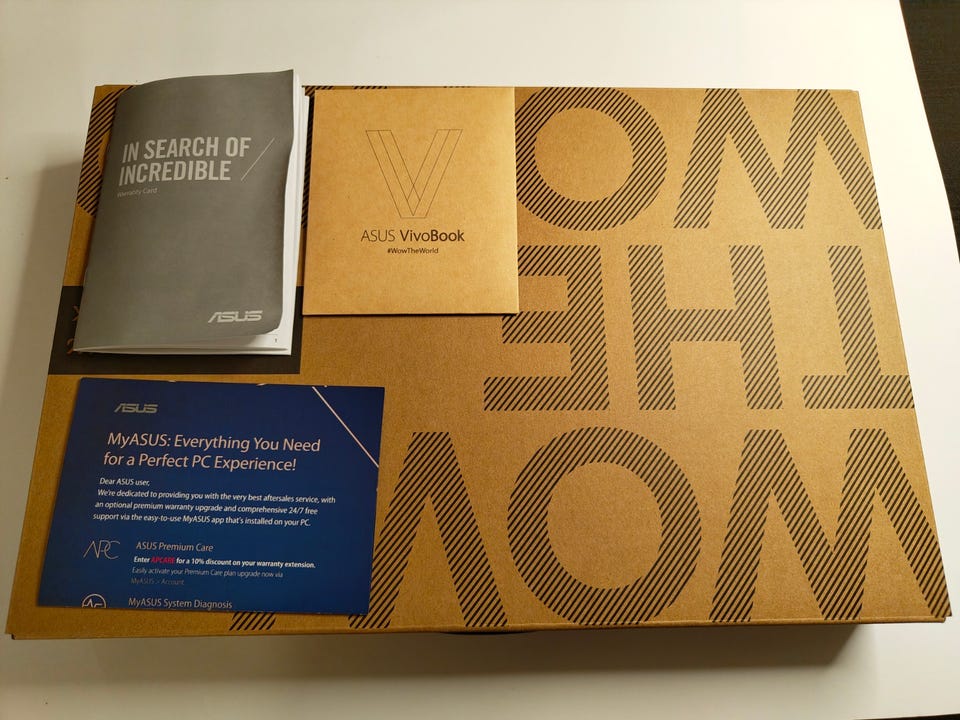 IN SEARCH OF
INCREDIBLE
Warranty Card
ASUS
V
ASUS VivoBook
#WowTheWorld
WOW
THE
WO
ASUS
MyASUS: Everything You Need
for a Perfect PC Experience!
Dear ASUS user,
We're dedicated to providing you with the very best aftersales service, with
an optional premium warranty upgrade and comprehensive 24/7 free
support via the easy-to-use MyASUS app that's installed on your PC.
APC
ASUS Premium Care
Enter APCARE for a 10% discount on your warranty extension.
Easily activate your Premium Care plan upgrade now via
MyASUS > Account
MyASUS System Diagnosis